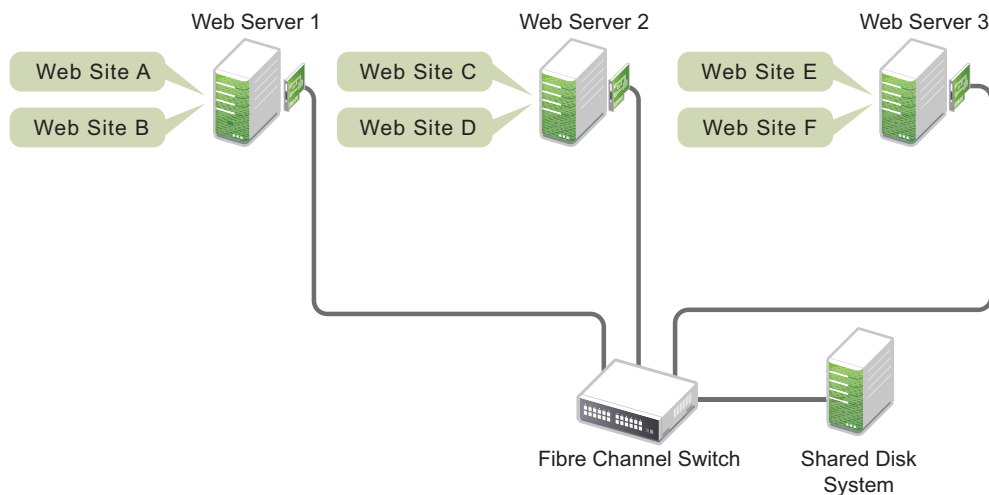 Web Server 1
Web Server 2
Web Server 3
Web Site A
Web Site C
Web Site E
Web Site B
Web Site D
Web Site F
Fibre Channel Switch
Shared Disk
System